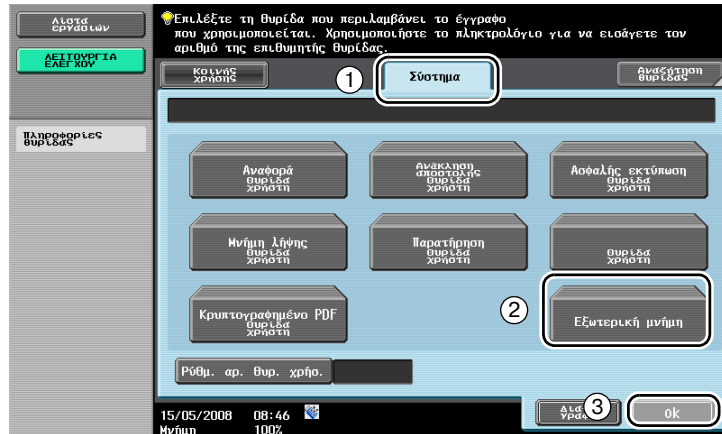 Λίστα
εργασιών
ΛΕΙΤΟΥΡΓΙΑ
ΕΛΕΓΧΟΥ
Πληροφορίες
θυρίδας
Επιλέξτε τη θυρίδα που περιλαμβάνει το έγγραφο
που χρησιμοποιείται. Χρησιμοποιήστε το πληκτρολόγιο για να εισάγετε τον
αριθμό της επιθυμητής θυρίδας.
Κοινής
χρήσης
1
Σύστημα
Αναζήτηση
θυρίδας
Αναφορά
θυρίδα
χρήστη
Ανάκληση
αποστολής
θυρίδα
χρήστη
Ασφαλής εκτύπωση
θυρίδα
χρήστη
Μνήμη λήψης
θυρίδα
χρήστη
Παρατήρηση
θυρίδα
χρήστη
θυρίδα
χρήστη
Κρυπτογραφημένο PDF
θυρίδα
χρήστη
2
Εξωτερική μνήμη
Ρύθμ. αρ. θυρ. χρήσ.
3
ok
15/05/2008 08:46
Μνήμη 100%